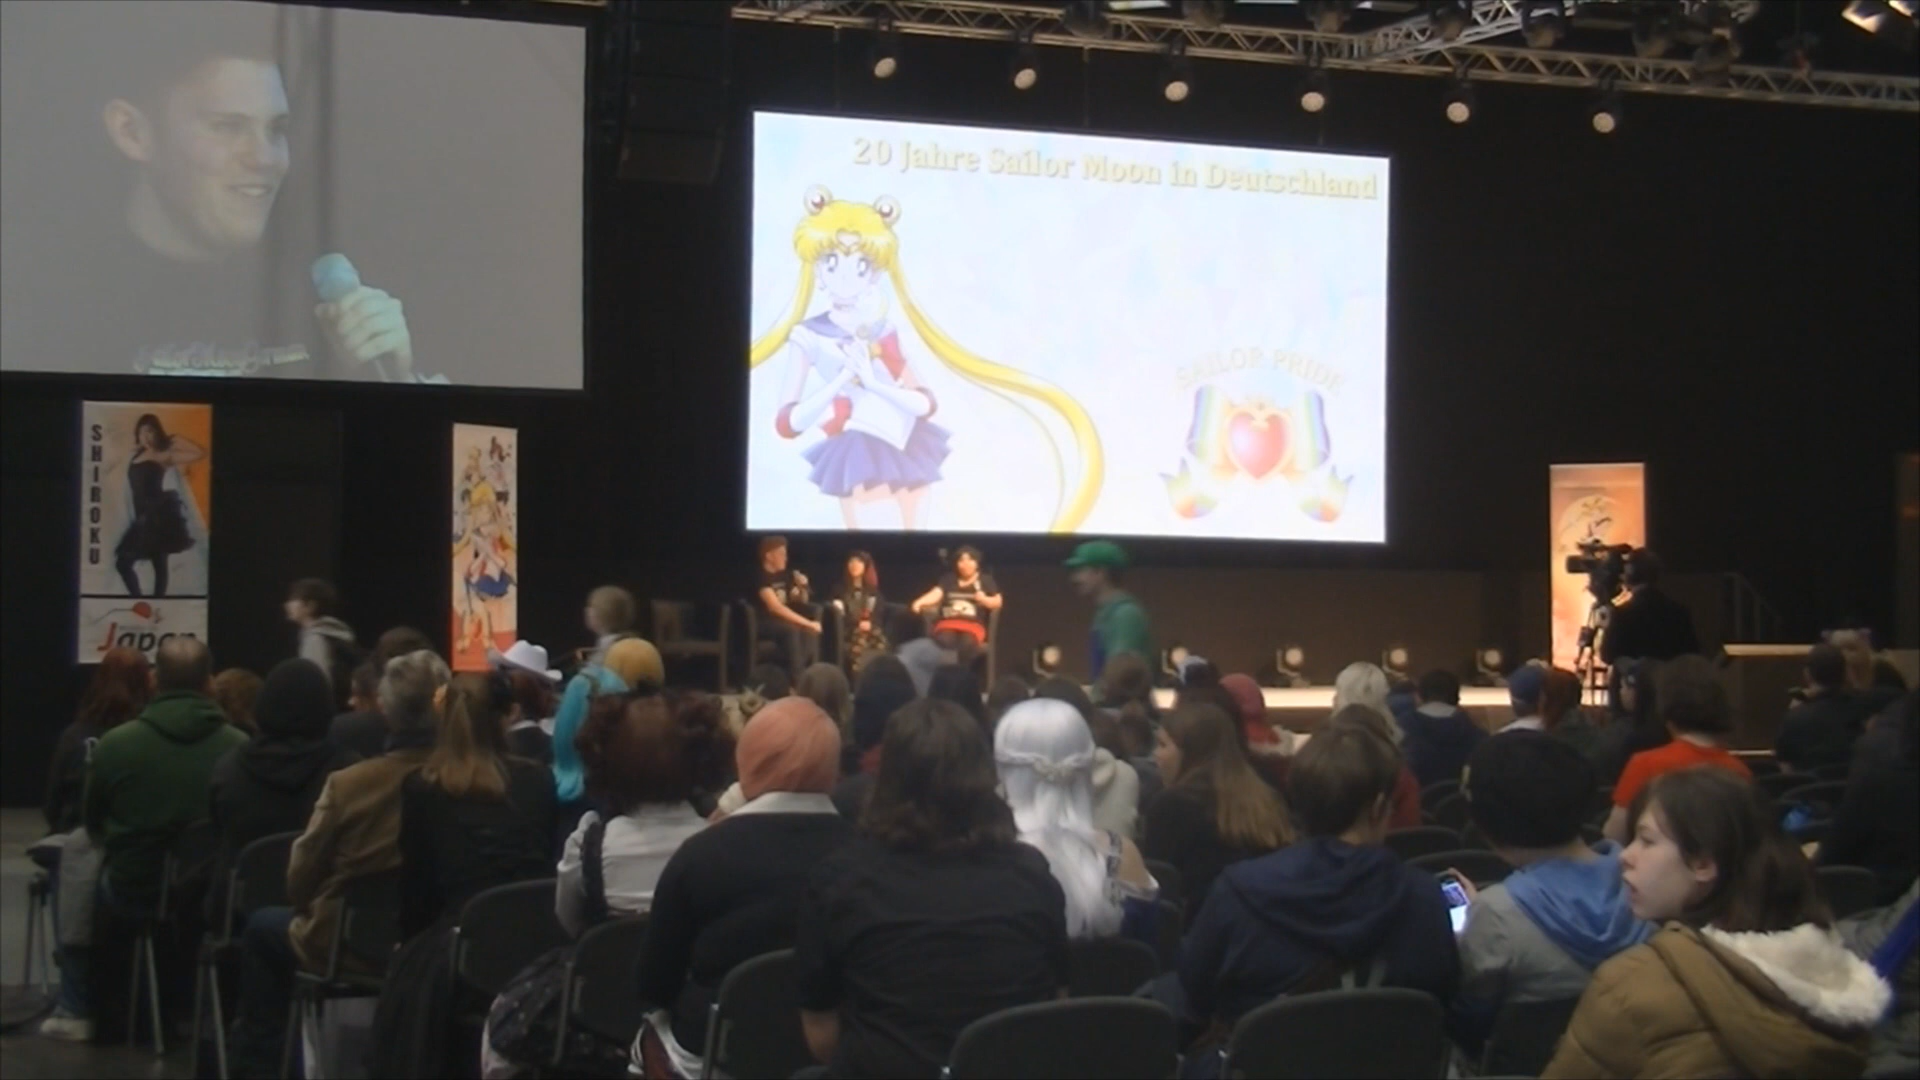 20 Jahre Sailor Moon in Deutschland
SAILOR PRIDE
SHIROKU
Japan